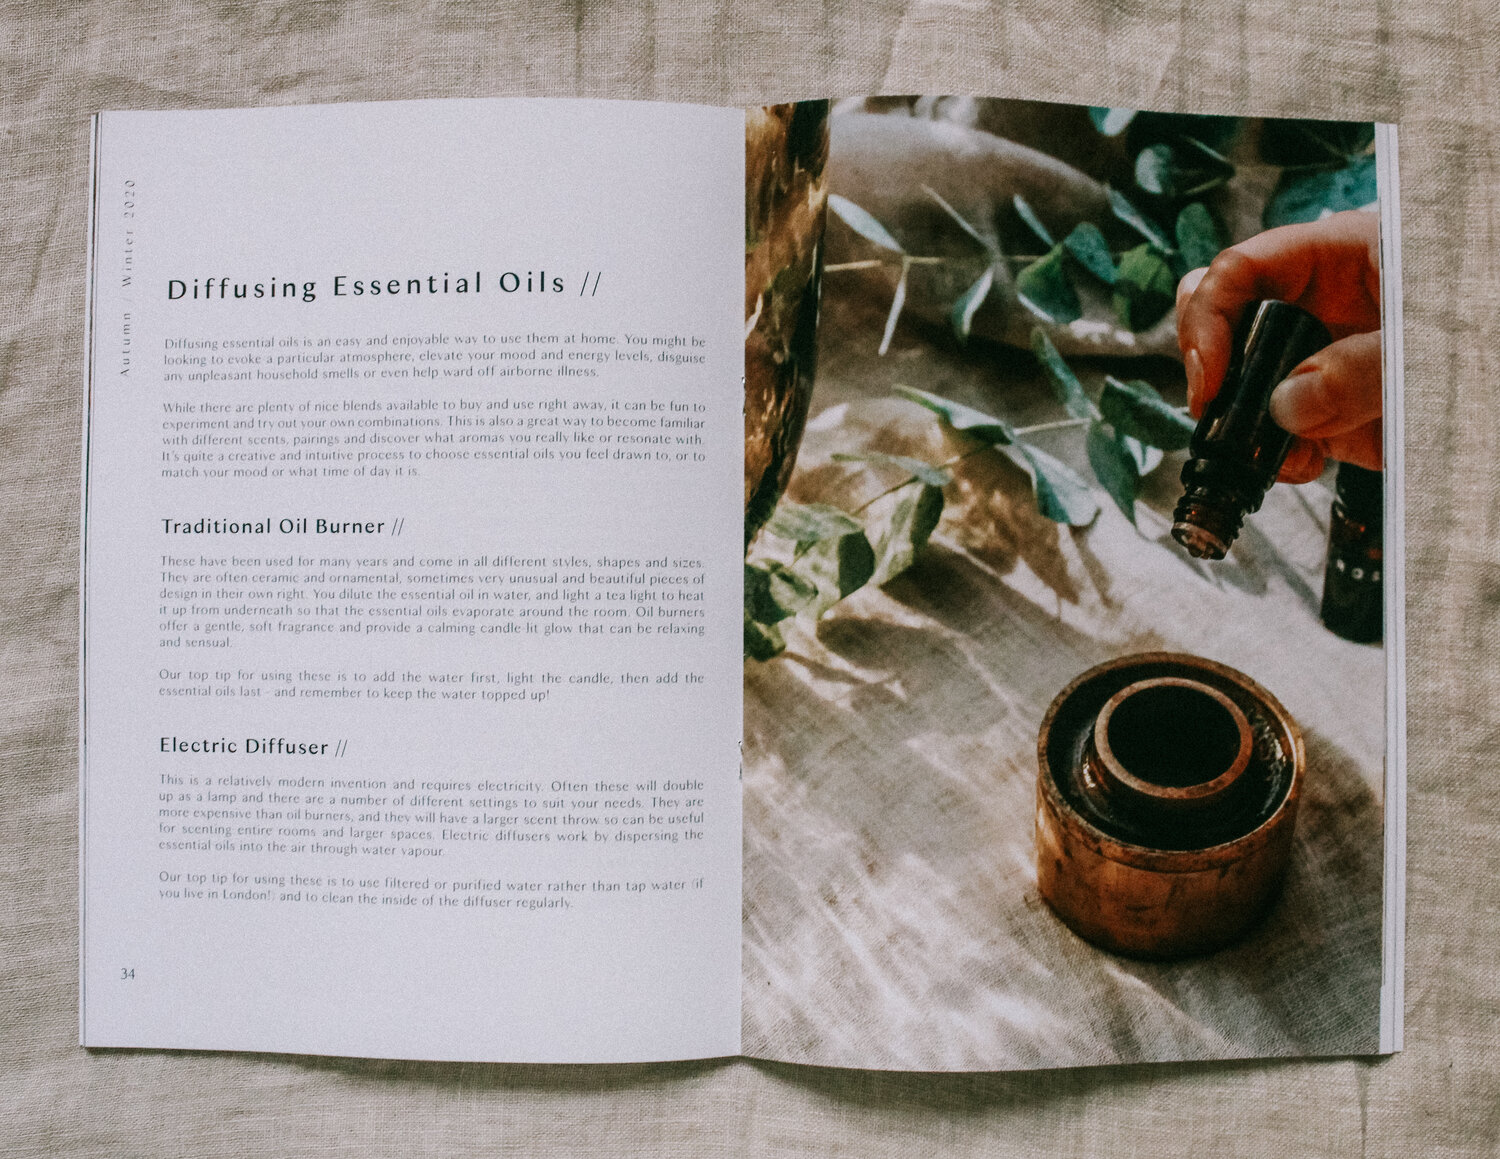 Autumn / Winter 2020
Diffusing Essential Oils //
Diffusing essential oils is an easy and enjoyable way to use them at home. You might be
looking to evoke a particular atmosphere, elevate your mood and energy levels, disguise
any unpleasant household smells or even help ward off airborne illness.
While there are plenty of nice blends available to buy and use right away, it can be fun to
experiment and try out your own combinations. This is also a great way to become familiar
with different scents, pairings and discover what aromas you really like or resonate with.
It's quite a creative and intuitive process to choose essential oils you feel drawn to, or to
match your mood or what time of day it is.
Traditional Oil Burner //
These have been used for many years and come in all different styles, shapes and sizes.
They are often ceramic and ornamental, sometimes very unusual and beautiful pieces of
design in their own right. You dilute the essential oil in water, and light a tea light to heat
it up from underneath so that the essential oils evaporate around the room. Oil burners
offer a gentle, soft fragrance and provide a calming candle-lit glow that can be relaxing
and sensual.
Our top tip for using these is to add the water first, light the candle, then add the
essential oils last - and remember to keep the water topped up!
Electric Diffuser //
This is a relatively modern invention and requires electricity. Often these will double
up as a lamp and there are a number of different settings to suit your needs. They are
more expensive than oil burners, and they will have a larger scent throw so can be useful
for scenting entire rooms and larger spaces. Electric diffusers work by dispersing the
essential oils into the air through water vapour.
Our top tip for using these is to use filtered or purified water rather than tap water (if
you live in London!) and to clean the inside of the diffuser regularly.
34